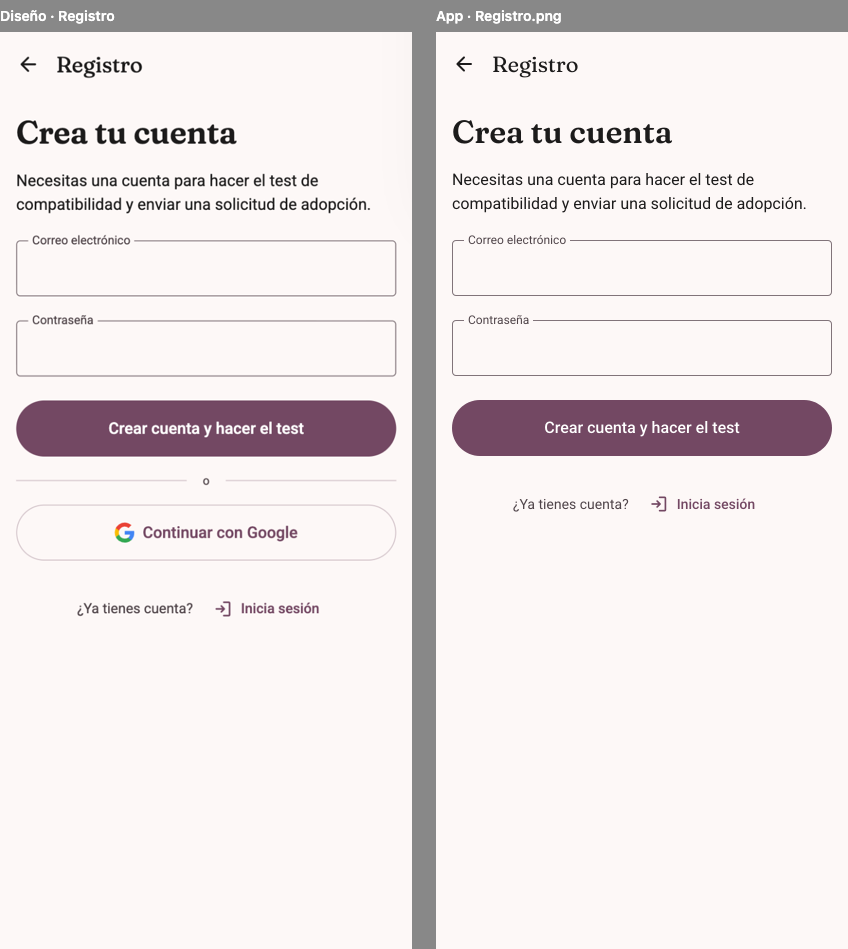 Diseño · Registro
Registro
Crea tu cuenta
Necesitas una cuenta para hacer el test de
compatibilidad y enviar una solicitud de adopción.
Correo electrónico
Contraseña
Crear cuenta y hacer el test
o
Continuar con Google
¿Ya tienes cuenta? Inicia sesión
App · Registro.png
Registro
Crea tu cuenta
Necesitas una cuenta para hacer el test de
compatibilidad y enviar una solicitud de adopción.
Correo electrónico
Contraseña
Crear cuenta y hacer el test
¿Ya tienes cuenta? Inicia sesión